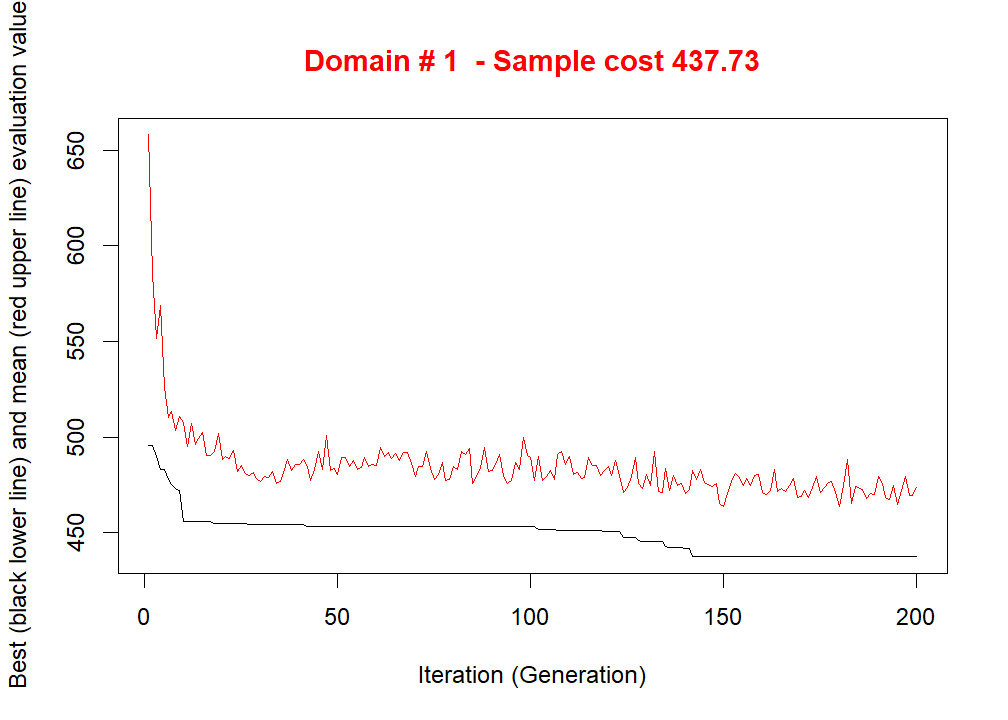 Domain # 1  - Sample cost 437.73
Best (black lower line) and mean (red upper line) evaluation value
650
600
550
500
450
0 50 100 150 200
Iteration (Generation)